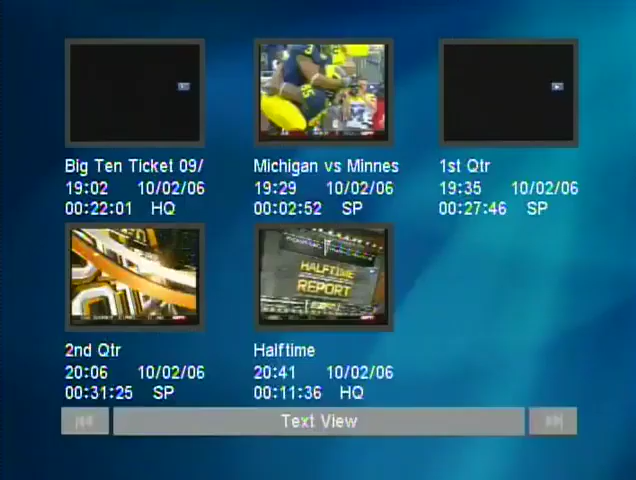 Big Ten Ticket 09/
19:02 10/02/06
00:22:01 HQ
Michigan vs Minnes
19:29 10/02/06
00:02:52 SP
1st Qtr
19:35 10/02/06
00:27:46 SP
HALFTIME
REPORT
2nd Qtr
20:06 10/02/06
00:31:25 SP
Halftime
20:41 10/02/06
00:11:36 HQ
Text View